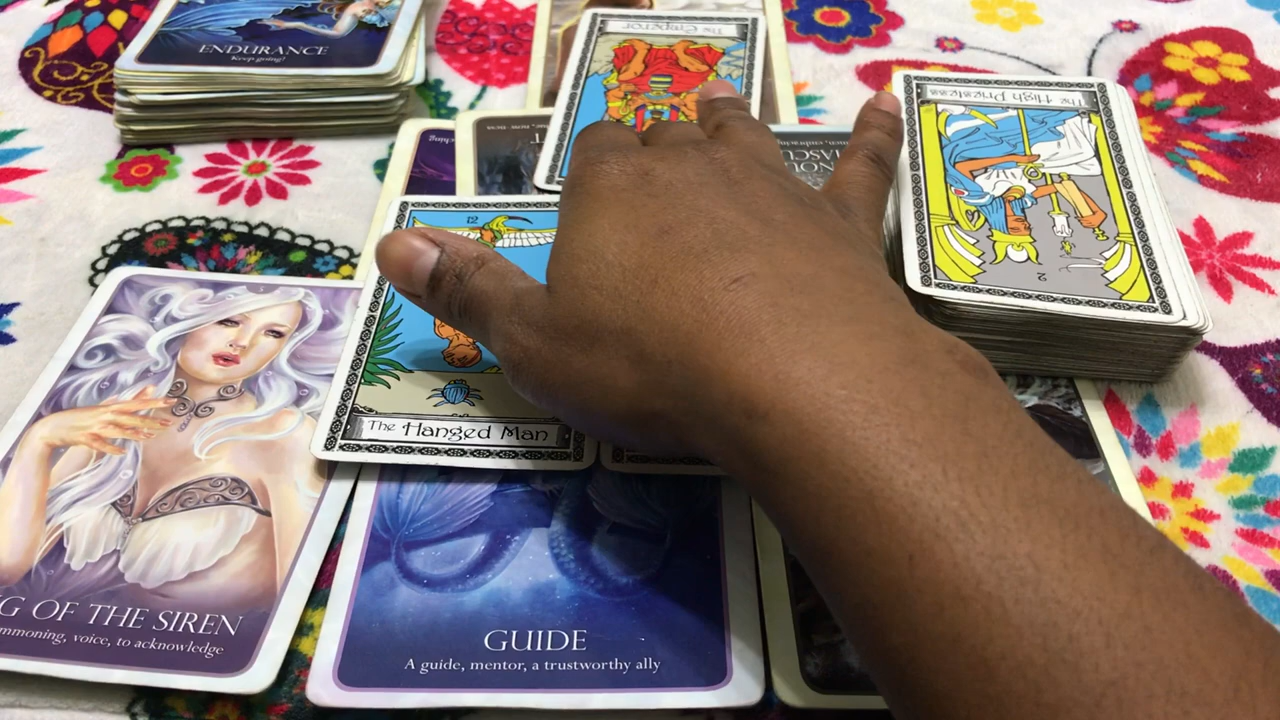 ENDURANCE
Keep going!
The Emperor
The High Priestess
2
12
The Hanged Man
G OF THE SIREN
mmoning, voice, to acknowledge
GUIDE
A guide, mentor, a trustworthy ally